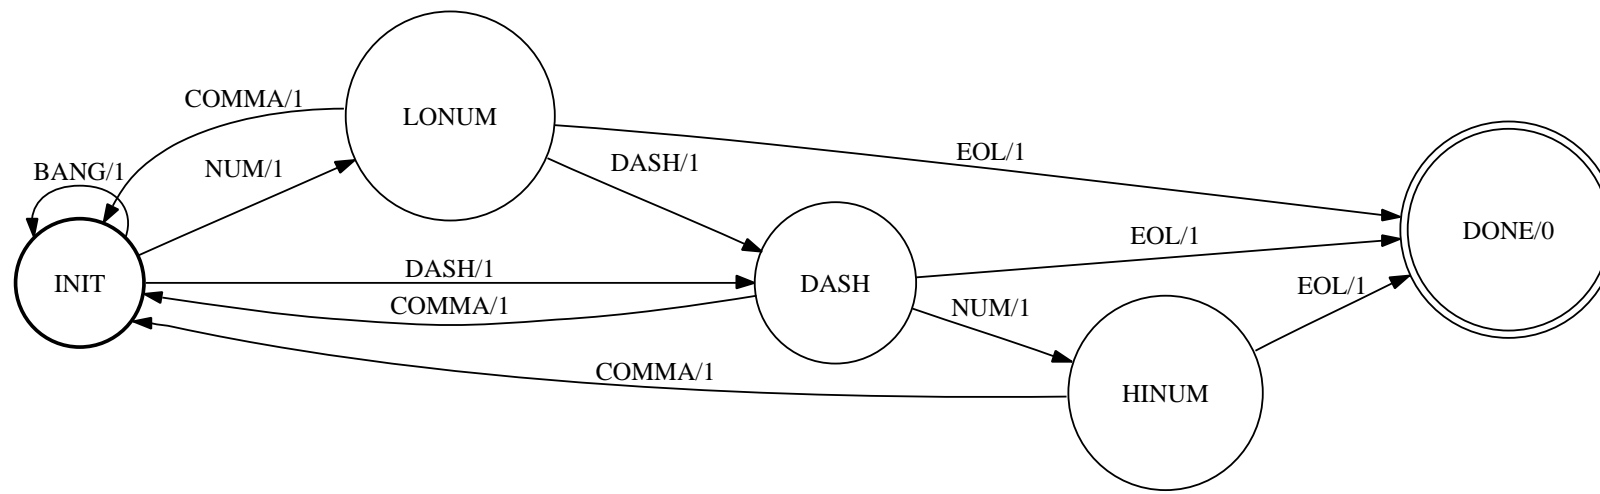 LONUM
COMMA/1
EOL/1
BANG/1
NUM/1
DASH/1
DONE/0
EOL/1
DASH/1
INIT
DASH
COMMA/1
NUM/1
EOL/1
COMMA/1
HINUM